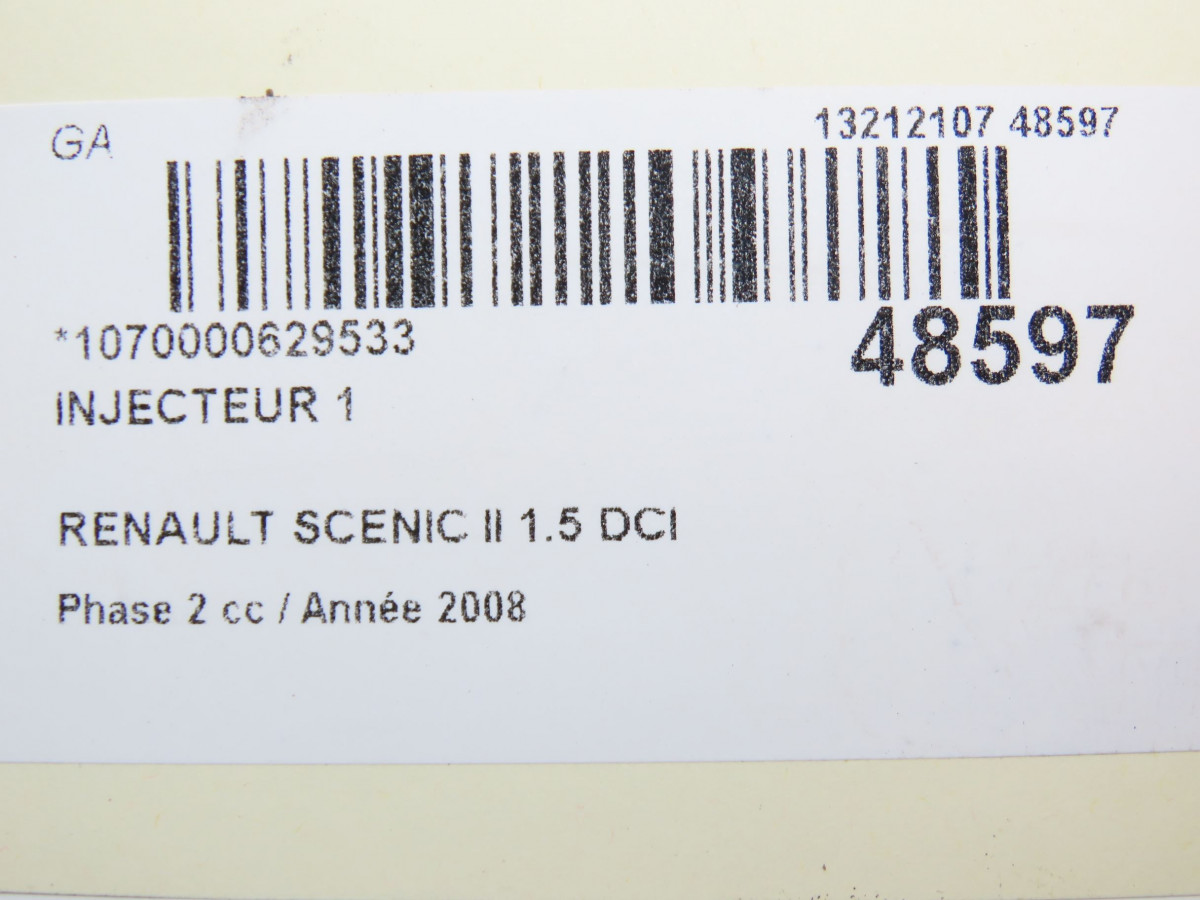 GA
13212107 48597
*1070000629533
48597
INJECTEUR 1
RENAULT SCENIC II 1.5 DCI
Phase 2 cc / Année 2008